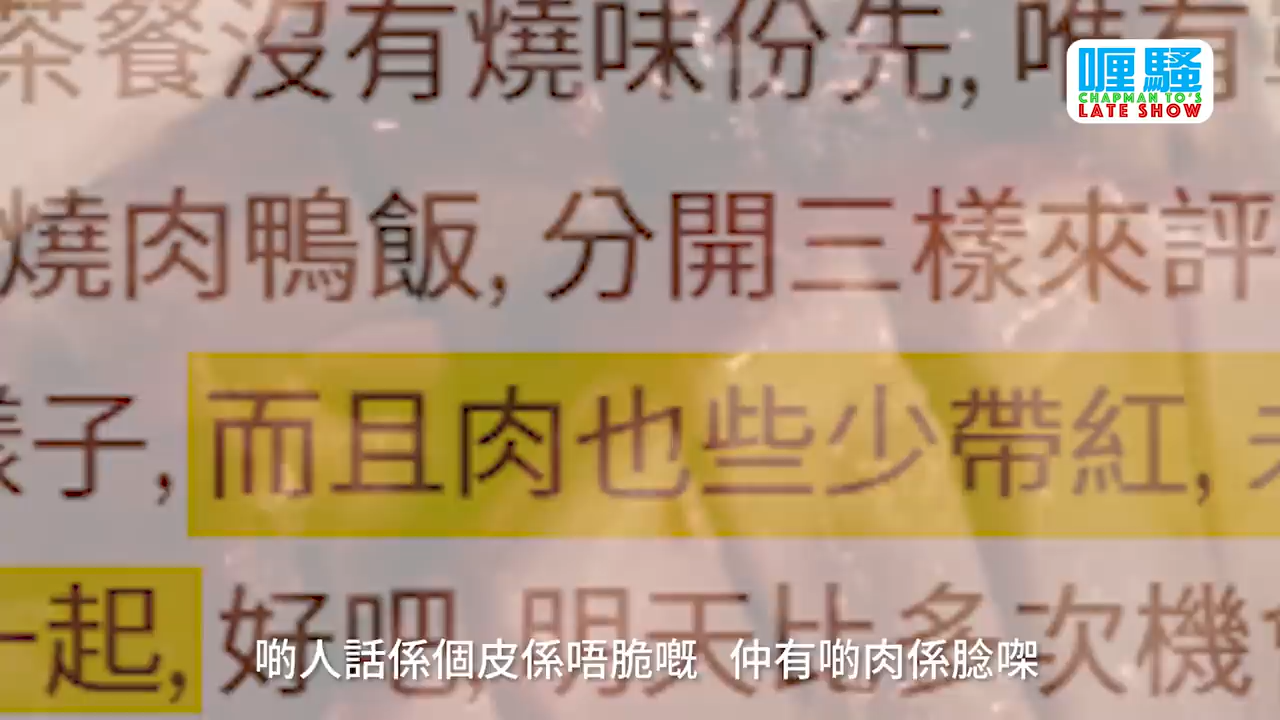 茶餐沒有燒味份先, 唯有
喱騷
CHAPMAN TO'S
LATE SHOW
燒肉鴨飯, 分開三樣來評
樣子, 而且肉也些少帶紅,
一起, 好吧, 明天比多次機
啲人話係個皮係唔脆嘅 仲有啲肉係腍㗎